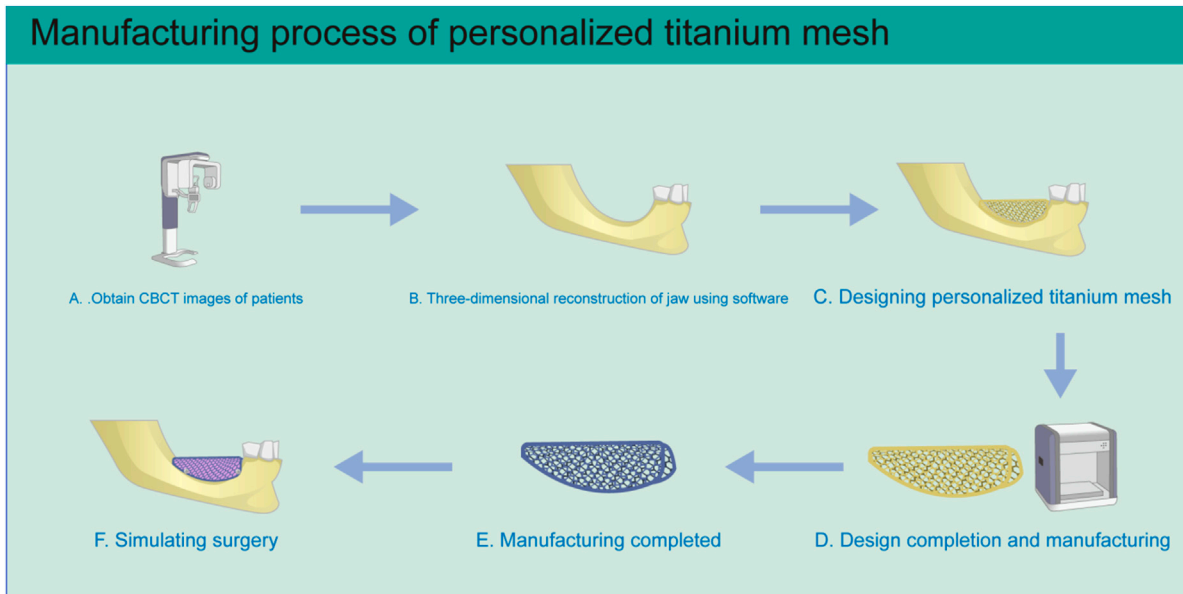 Manufacturing process of personalized titanium mesh
A. .Obtain CBCT images of patients
B. Three-dimensional reconstruction of jaw using software
C. Designing personalized titanium mesh
D. Design completion and manufacturing
E. Manufacturing completed
F. Simulating surgery